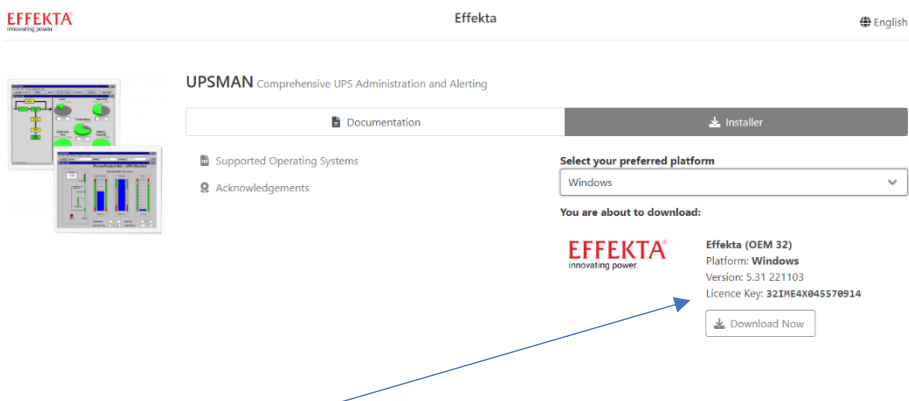 EFFEKTA®
innovating power.
Effekta
English
UPSMAN Comprehensive UPS Administration and Alerting
Documentation
Installer
Supported Operating Systems
Acknowledgements
Select your preferred platform
Windows
You are about to download:
EFFEKTA®
innovating power.
Effekta (OEM 32)
Platform: Windows
Version: 5.31 221103
Licence Key: 32IME4X045570914
Download Now